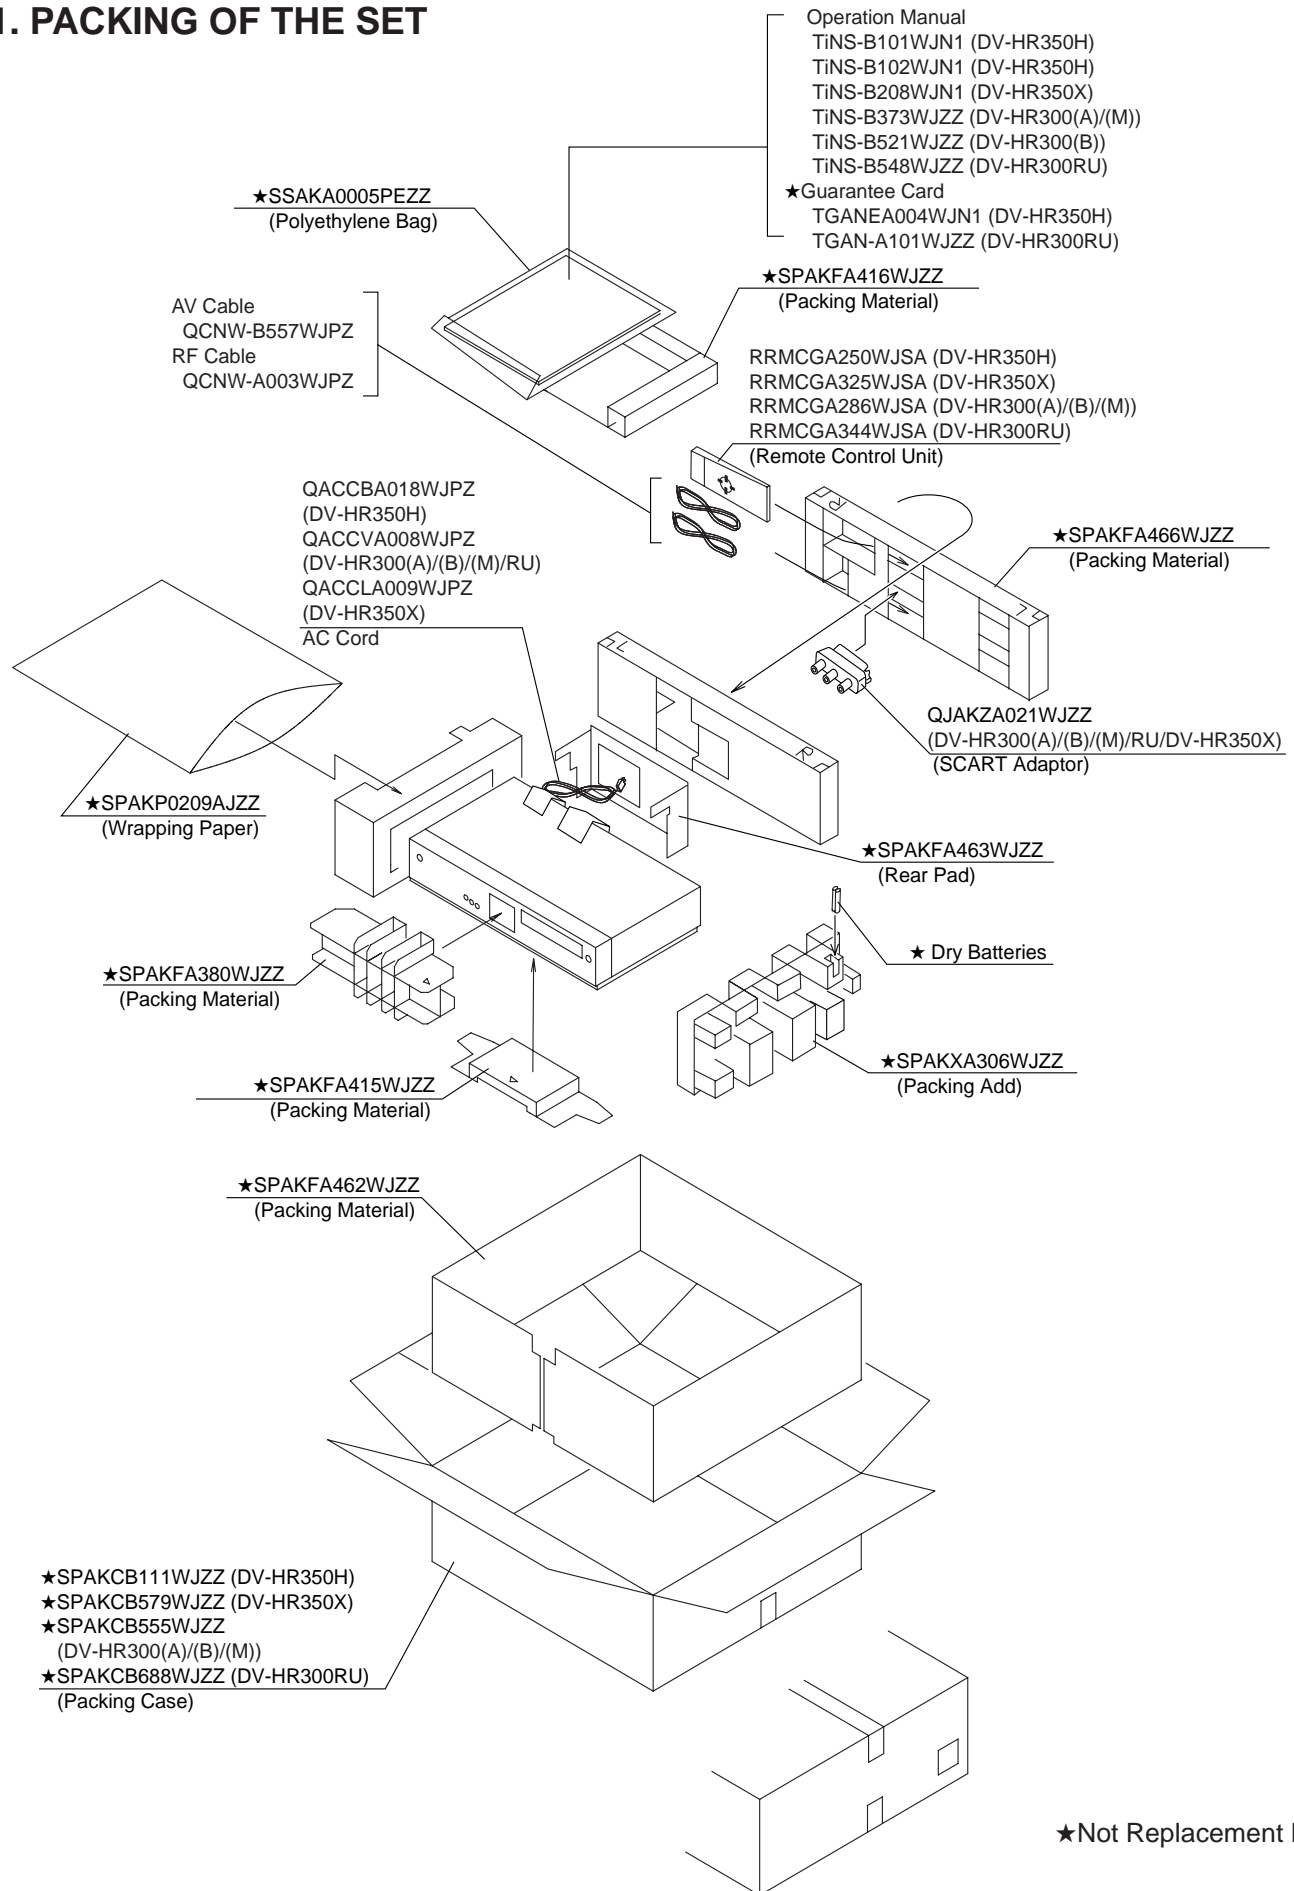 1. PACKING OF THE SET
Operation Manual
TiNS-B101WJN1 (DV-HR350H)
TiNS-B102WJN1 (DV-HR350H)
TiNS-B208WJN1 (DV-HR350X)
TiNS-B373WJZZ (DV-HR300(A)/(M))
TiNS-B521WJZZ (DV-HR300(B))
TiNS-B548WJZZ (DV-HR300RU)
★Guarantee Card
TGANEA004WJN1 (DV-HR350H)
TGAN-A101WJZZ (DV-HR300RU)
★SSAKA0005PEZZ
(Polyethylene Bag)
★SPAKFA416WJZZ
(Packing Material)
AV Cable
QCNW-B557WJPZ
RF Cable
QCNW-A003WJPZ
RRMCGA250WJSA (DV-HR350H)
RRMCGA325WJSA (DV-HR350X)
RRMCGA286WJSA (DV-HR300(A)/(B)/(M))
RRMCGA344WJSA (DV-HR300RU)
(Remote Control Unit)
QACCBA018WJPZ
(DV-HR350H)
QACCVA008WJPZ
(DV-HR300(A)/(B)/(M)/RU)
QACCLA009WJPZ
(DV-HR350X)
AC Cord
★SPAKFA466WJZZ
(Packing Material)
QJAKZA021WJZZ
(DV-HR300(A)/(B)/(M)/RU/DV-HR350X)
(SCART Adaptor)
★SPAKP0209AJZZ
(Wrapping Paper)
★SPAKFA463WJZZ
(Rear Pad)
★ Dry Batteries
★SPAKFA380WJZZ
(Packing Material)
★SPAKXA306WJZZ
(Packing Add)
★SPAKFA415WJZZ
(Packing Material)
★SPAKFA462WJZZ
(Packing Material)
★SPAKCB111WJZZ (DV-HR350H)
★SPAKCB579WJZZ (DV-HR350X)
★SPAKCB555WJZZ
(DV-HR300(A)/(B)/(M))
★SPAKCB688WJZZ (DV-HR300RU)
(Packing Case)
★Not Replacement